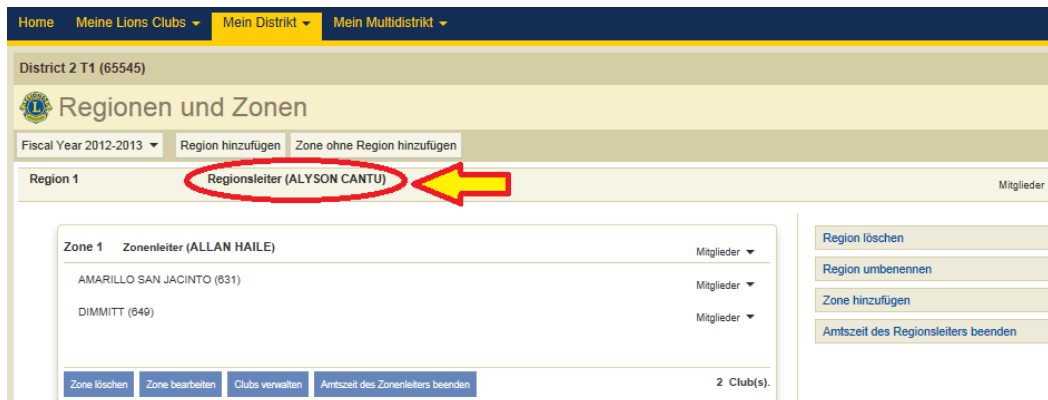 Home Meine Lions Clubs Mein Distrikt Mein Multidistrikt
District 2 T1 (65545)
Regionen und Zonen
Fiscal Year 2012-2013 Region hinzufügen Zone ohne Region hinzufügen
Region 1 Regionsleiter (ALYSON CANTU) Mitglieder
Zone 1 Zonenleiter (ALLAN HAILE) Mitglieder
AMARILLO SAN JACINTO (631) Mitglieder
DIMMITT (649) Mitglieder
Zone löschen Zone bearbeiten Clubs verwalten Amtszeit des Zonenleiters beenden 2 Club(s).
Region löschen
Region umbenennen
Zone hinzufügen
Amtszeit des Regionsleiters beenden